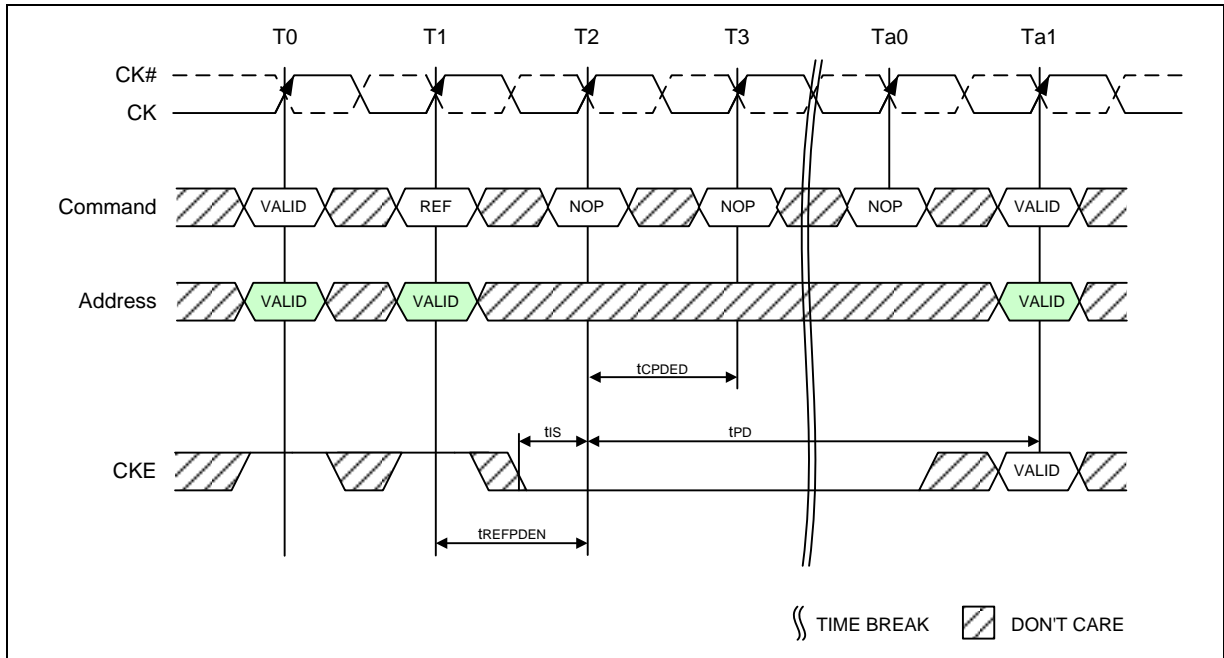 T0 T1 T2 T3 Ta0 Ta1
CK#
CK
Command VALID REF NOP NOP NOP VALID
Address VALID VALID VALID
tCPDED
tIS tPD
CKE VALID
tREFPDEN
TIME BREAK DON'T CARE